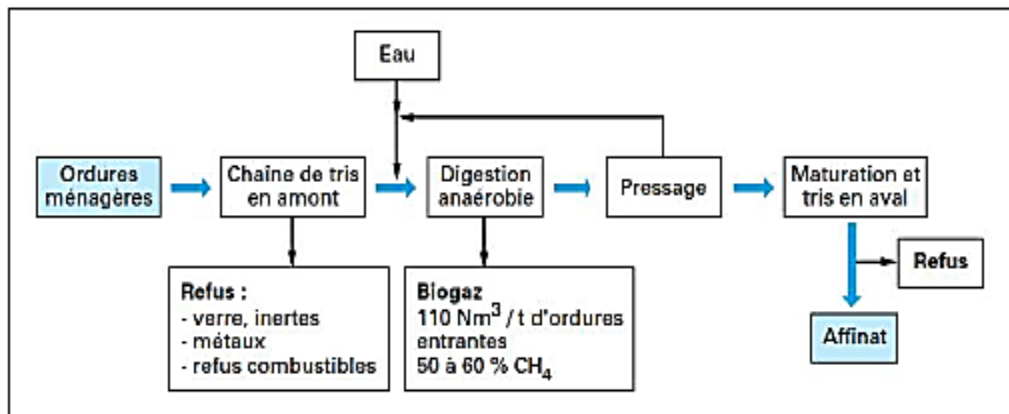 Eau
Ordures
ménagères
Chaîne de tris
en amont
Digestion
anaérobie
Pressage
Maturation et
tris en aval
Refus :
- verre, inertes
- métaux
- refus combustibles
Biogaz
110 Nm³ / t d'ordures
entrantes
50 à 60 % CH₄
Refus
Affinat